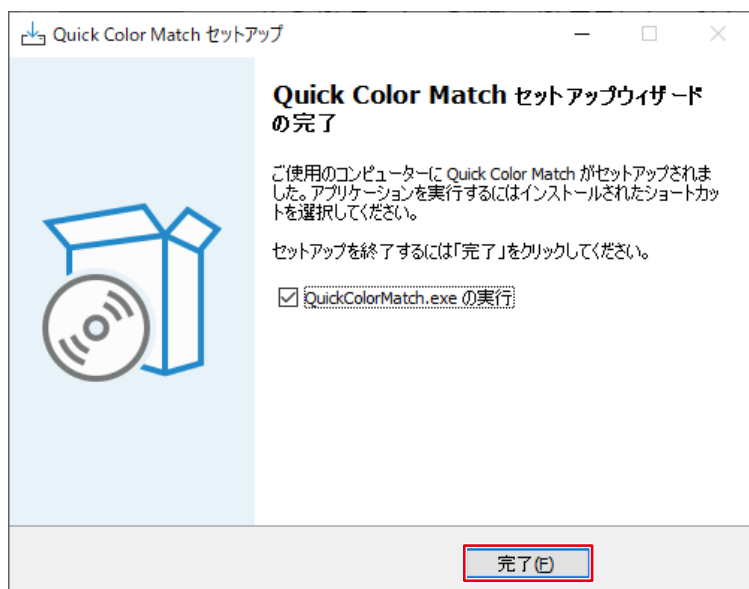 Quick Color Match セットアップ
Quick Color Match セットアップウィザード
の完了
ご使用のコンピューターに Quick Color Match がセットアップされま
した。アプリケーションを実行するにはインストールされたショートカッ
トを選択してください。
セットアップを終了するには「完了」をクリックしてください。
QuickColorMatch.exe の実行
完了(F)